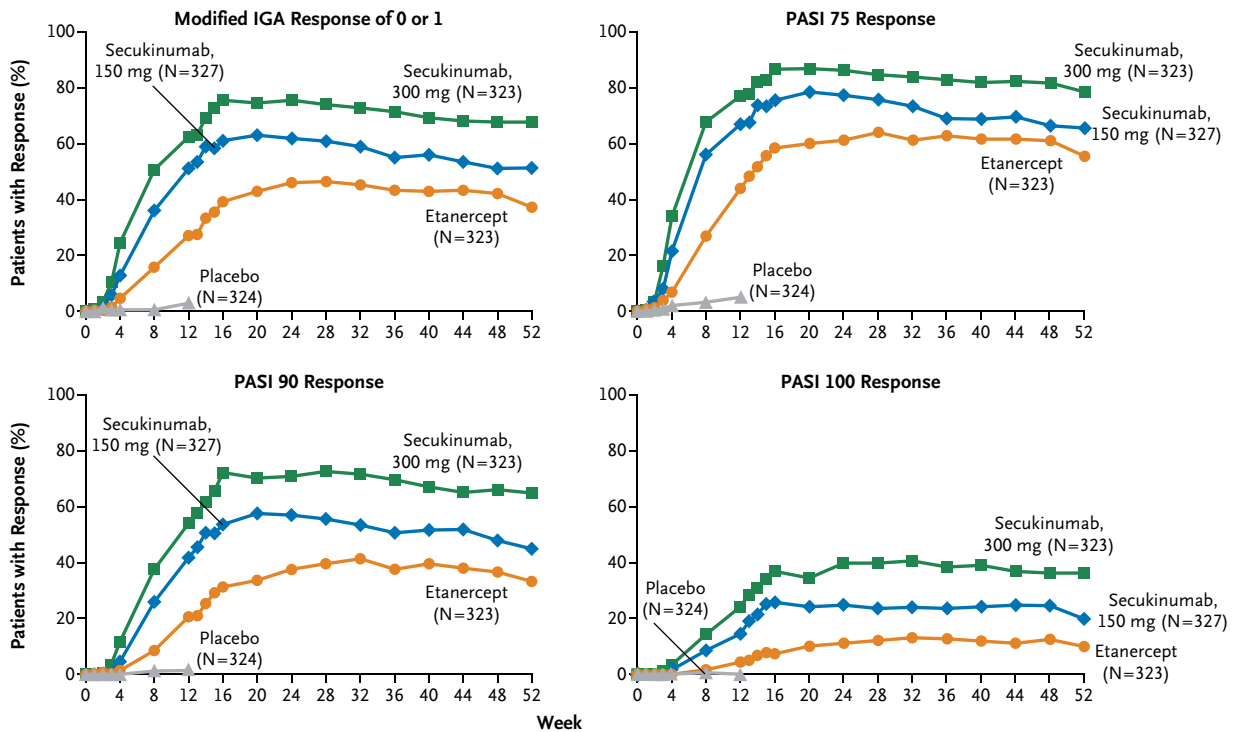 Modified IGA Response of 0 or 1
Patients with Response (%)
100
80
60
40
20
0
Secukinumab,
150 mg (N=327)
Secukinumab,
300 mg (N=323)
Etanercept
(N=323)
Placebo
(N=324)
0 4 8 12 16 20 24 28 32 36 40 44 48 52
PASI 75 Response
100
80
60
40
20
0
Secukinumab,
300 mg (N=323)
Secukinumab,
150 mg (N=327)
Etanercept
(N=323)
Placebo
(N=324)
0 4 8 12 16 20 24 28 32 36 40 44 48 52
PASI 90 Response
Patients with Response (%)
100
80
60
40
20
0
Secukinumab,
150 mg (N=327)
Secukinumab,
300 mg (N=323)
Etanercept
(N=323)
Placebo
(N=324)
0 4 8 12 16 20 24 28 32 36 40 44 48 52
PASI 100 Response
100
80
60
40
20
0
Secukinumab,
300 mg (N=323)
Placebo
(N=324)
Secukinumab,
150 mg (N=327)
Etanercept
(N=323)
0 4 8 12 16 20 24 28 32 36 40 44 48 52
Week